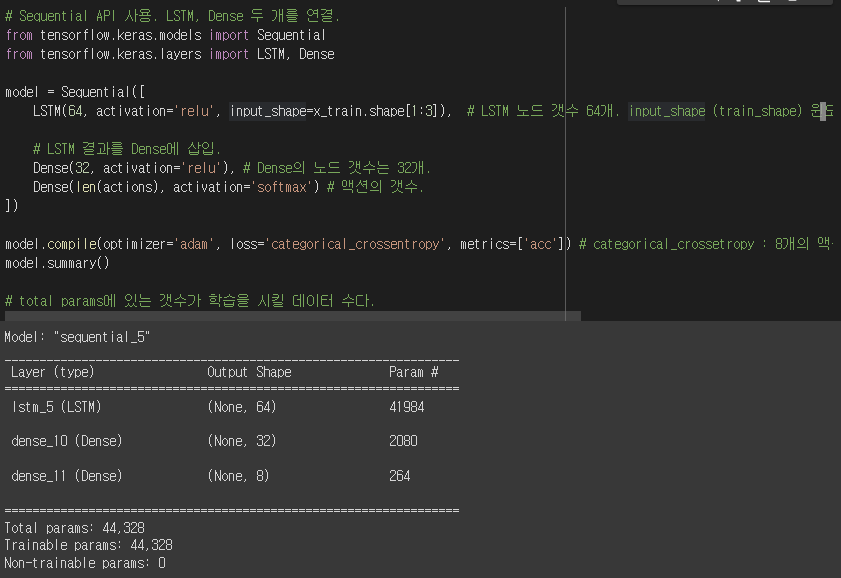 # Sequential API 사용. LSTM, Dense 두 개를 연결.
from tensorflow.keras.models import Sequential
from tensorflow.keras.layers import LSTM, Dense
model = Sequential([
LSTM(64, activation='relu', input_shape=x_train.shape[1:3]), # LSTM 노드 갯수 64개. input_shape (train_shape)
# LSTM 결과를 Dense에 삽입.
Dense(32, activation='relu'), # Dense의 노드 갯수는 32개.
Dense(len(actions), activation='softmax') # 액션의 갯수.
])
model.compile(optimizer='adam', loss='categorical_crossentropy', metrics=['acc']) # categorical_crossetropy : 8개의
model.summary()
# total params에 있는 갯수가 학습을 시킬 데이터 수다.
Model: "sequential_5"
Layer (type) Output Shape Param #
lstm_5 (LSTM) (None, 64) 41984
dense_10 (Dense) (None, 32) 2080
dense_11 (Dense) (None, 8) 264
Total params: 44,328
Trainable params: 44,328
Non-trainable params: 0